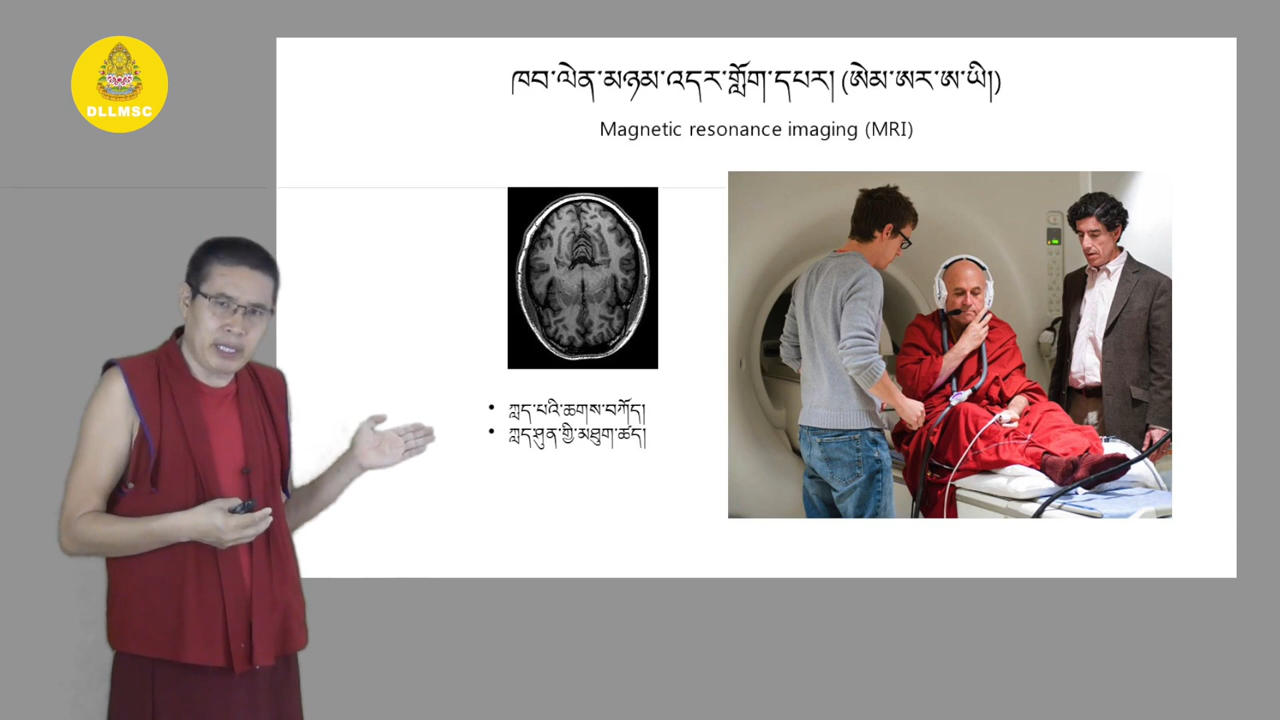 DLLMSC
ཁབ་ལེན་མཉམ་འདར་གློག་དཔར། (ཨེམ་ཨར་ཨ་ཡི།)
Magnetic resonance imaging (MRI)
• ཀླད་པའི་ཆགས་བཀོད།
• ཀླད་ཤུན་གྱི་མཐུག་ཚད།